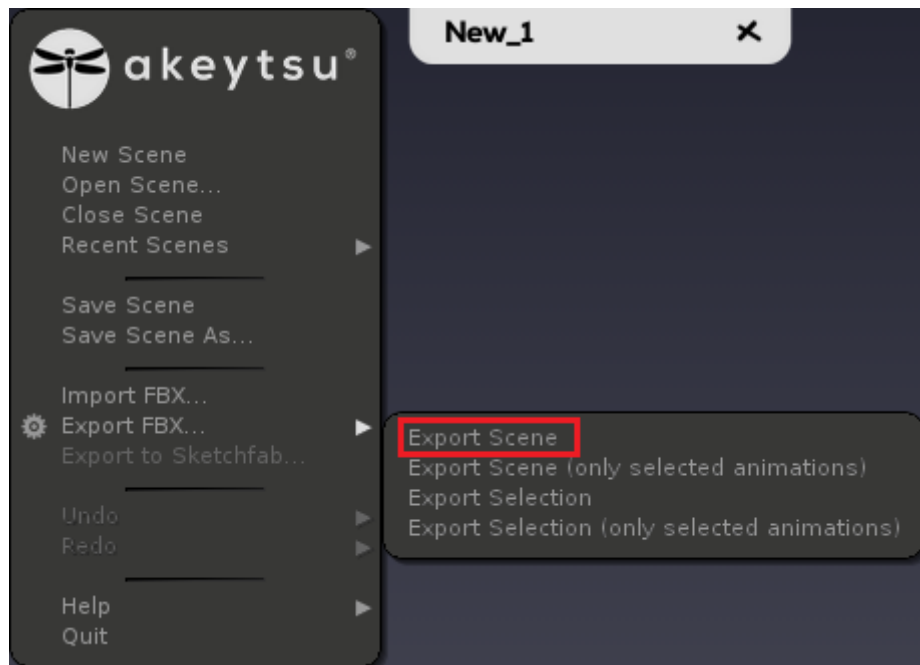 akeytsu®
New_1
New Scene
Open Scene...
Close Scene
Recent Scenes
Save Scene
Save Scene As...
Import FBX...
Export FBX...
Export to Sketchfab...
Undo
Redo
Help
Quit
Export Scene
Export Scene (only selected animations)
Export Selection
Export Selection (only selected animations)